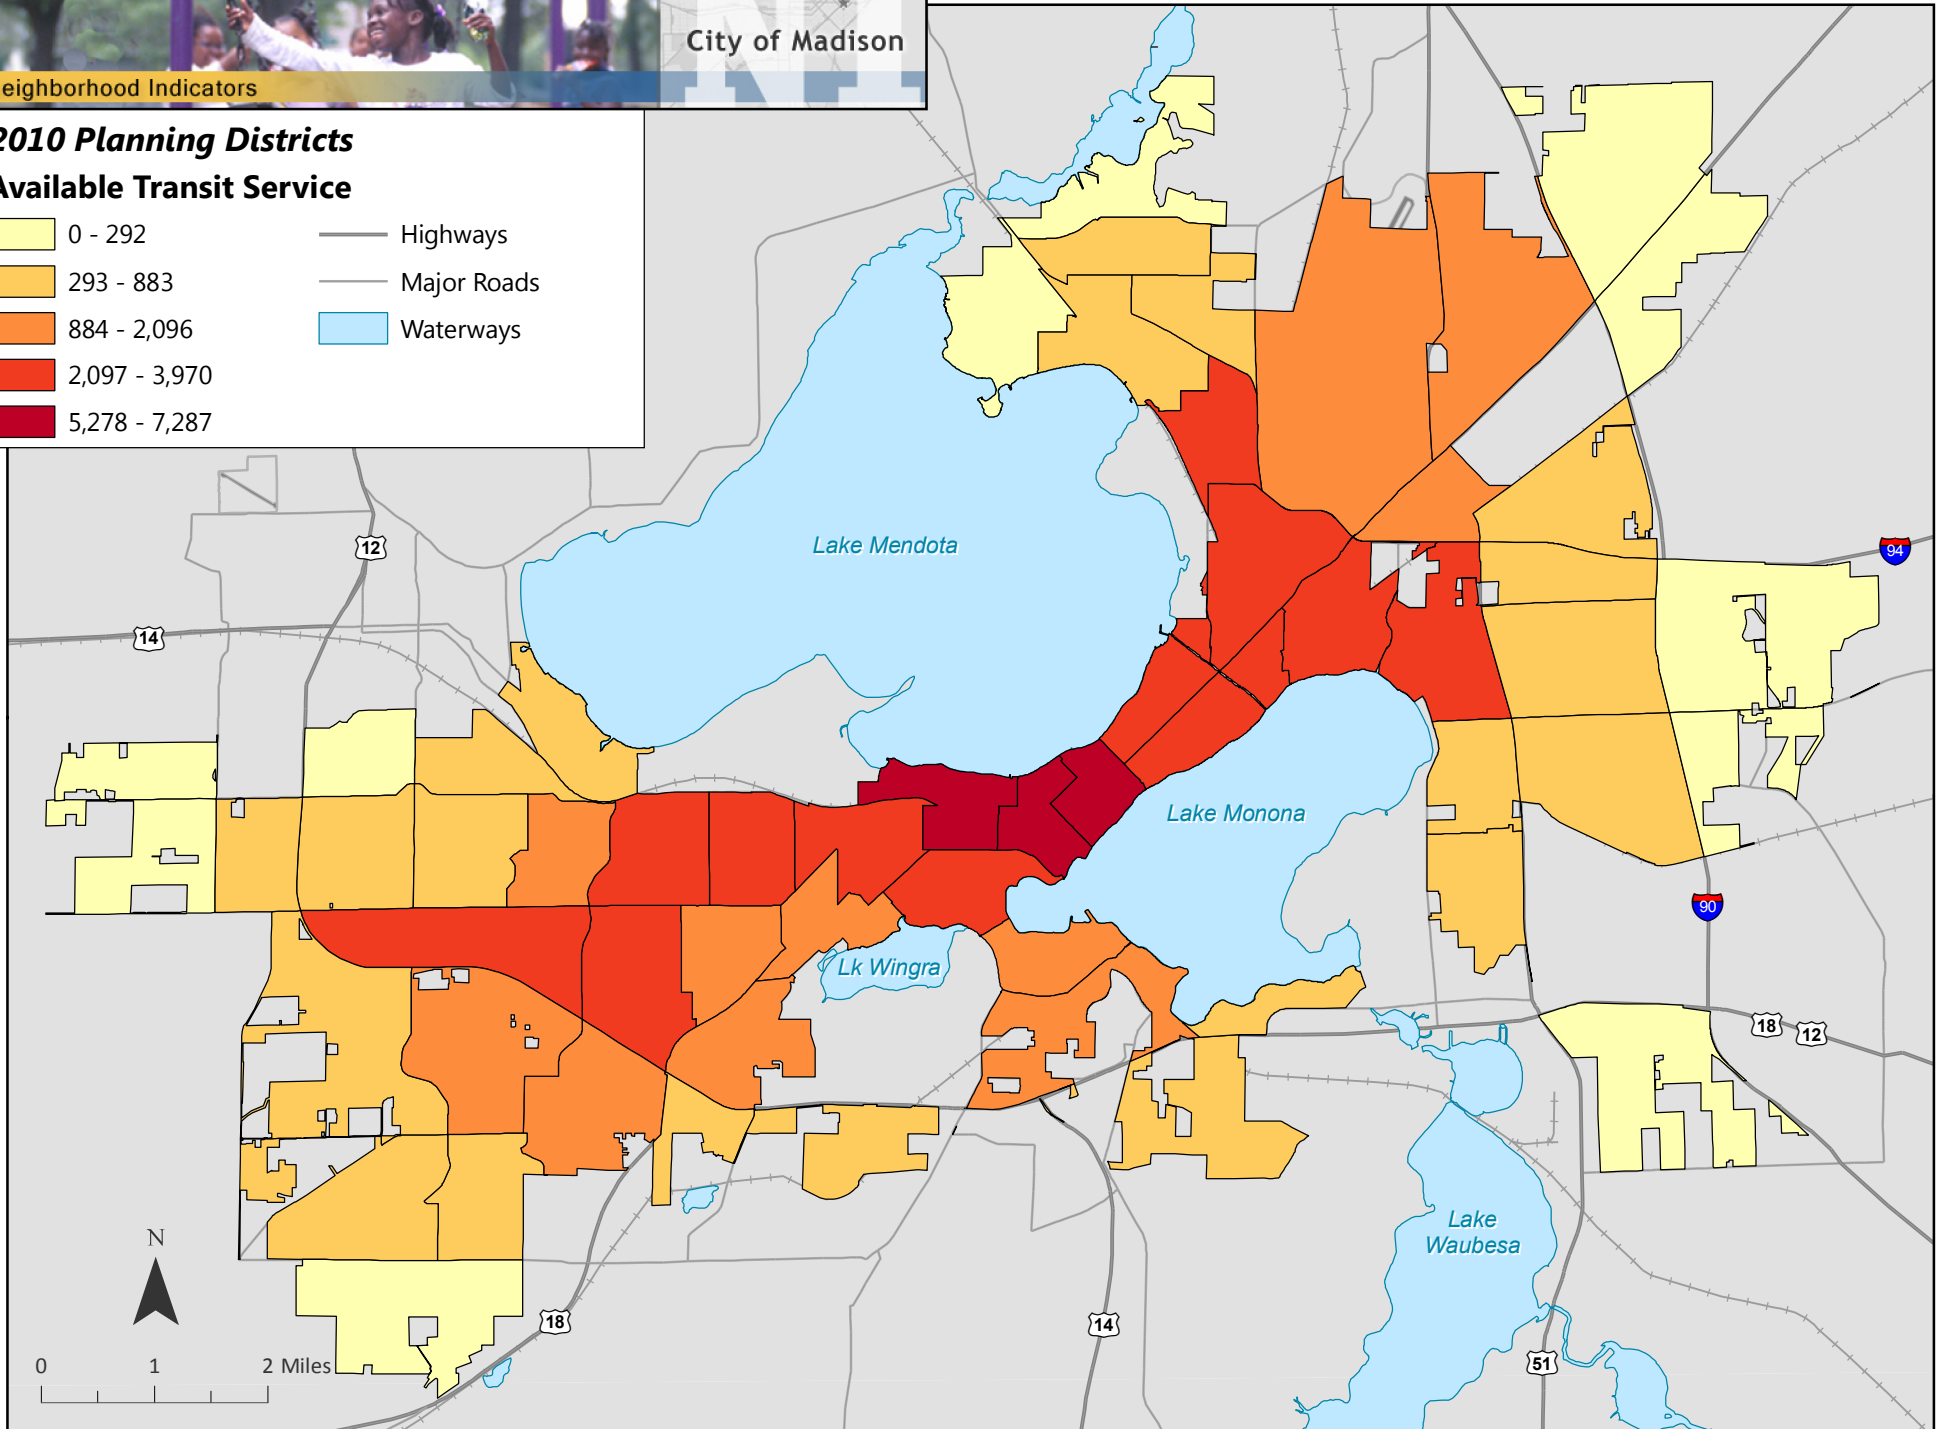 City of Madison
eighborhood Indicators
NI
2010 Planning Districts
Available Transit Service
0 - 292
293 - 883
884 - 2,096
2,097 - 3,970
5,278 - 7,287
Highways
Major Roads
Waterways
12
14
94
Lake Mendota
Lake Monona
90
Lk Wingra
18
12
Lake
Waubesa
N
18
14
51
0 1 2 Miles